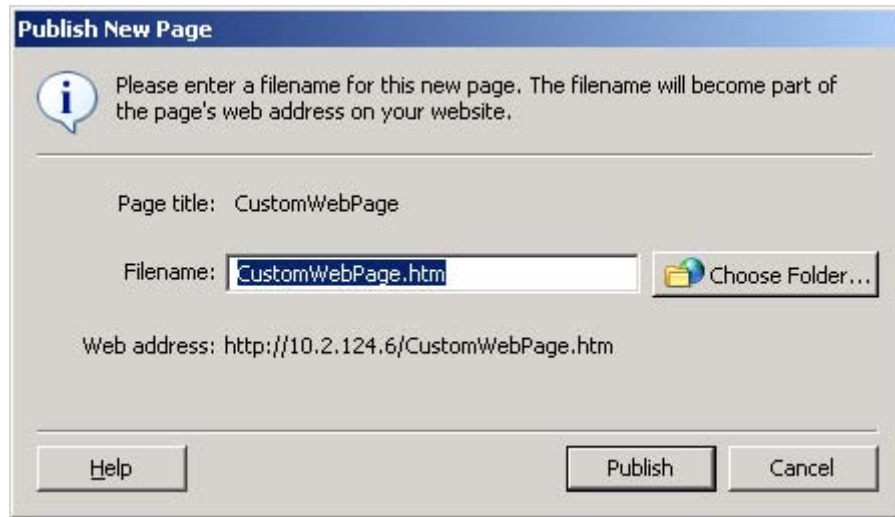 Publish New Page
Please enter a filename for this new page. The filename will become part of
the page's web address on your website.
Page title: CustomWebPage
Filename: CustomWebPage.htm Choose Folder...
Web address: http://10.2.124.6/CustomWebPage.htm
Help Publish Cancel